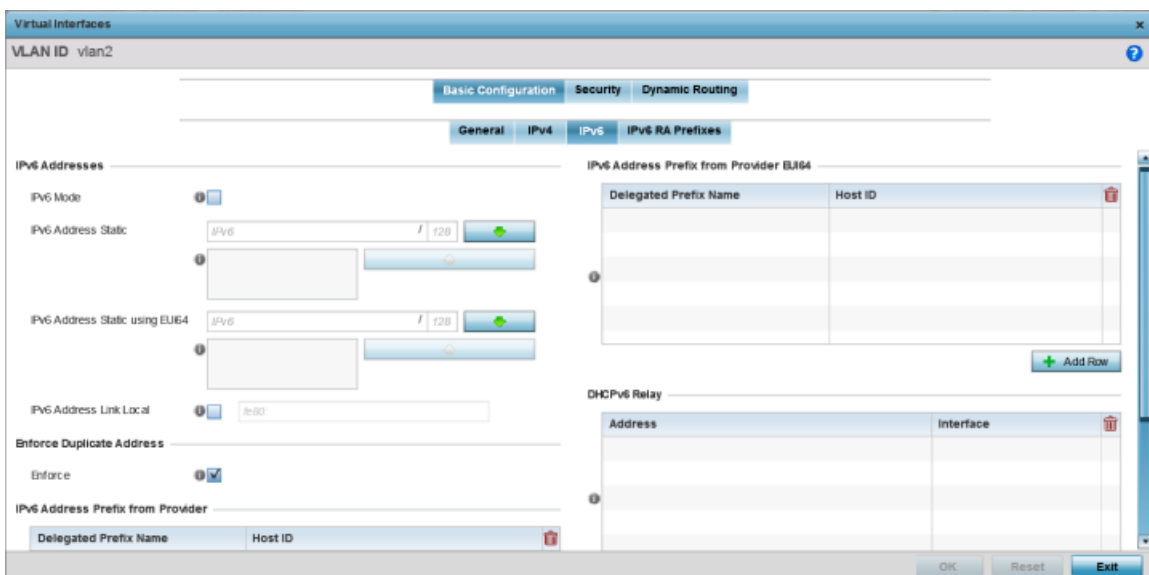 Virtual Interfaces
×
VLAN ID vlan2
?
Basic Configuration Security Dynamic Routing
General IPv4 IPv6 IPv6 RA Prefixes
IPv6 Addresses
IPv6 Mode
IPv6 Address Static
IPv6 / 128
IPv6 Address Static using EUI64
IPv6 / 128
IPv6 Address Link Local
fe80:
Enforce Duplicate Address
Enforce
IPv6 Address Prefix from Provider
Delegated Prefix Name Host ID
IPv6 Address Prefix from Provider EUI64
Delegated Prefix Name Host ID
Add Row
DHCPv6 Relay
Address Interface
OK Reset Exit